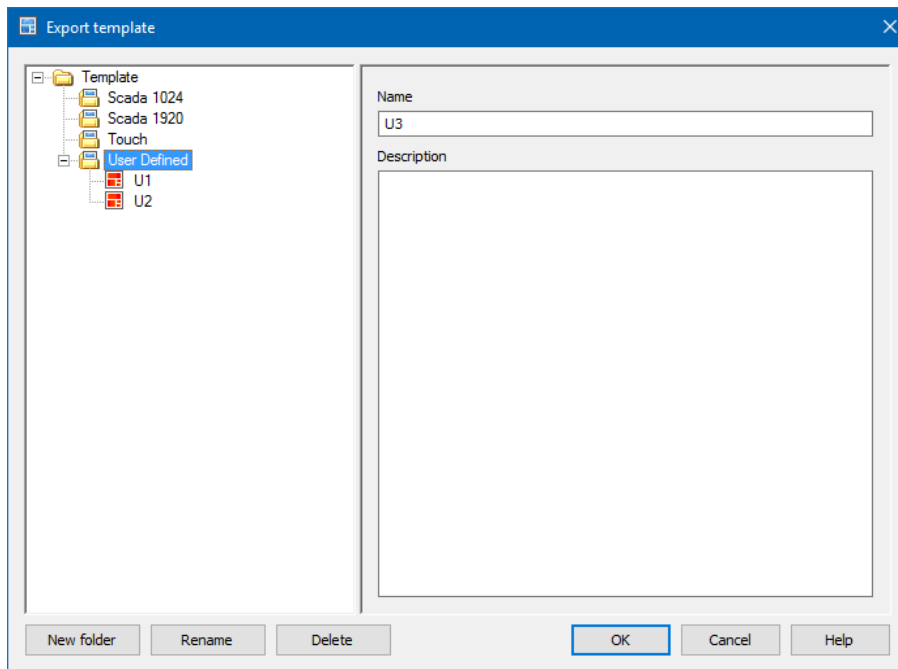 Export template
Template
Scada 1024
Scada 1920
Touch
User Defined
U1
U2
Name
U3
Description
New folder
Rename
Delete
OK
Cancel
Help